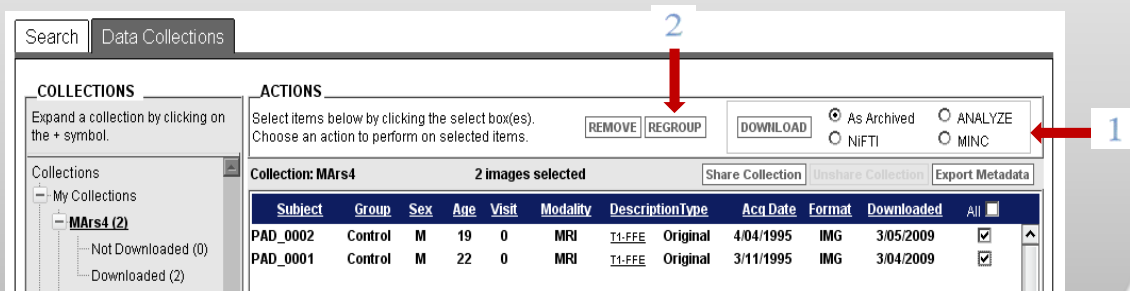 2
Search Data Collections
COLLECTIONS
Expand a collection by clicking on
the + symbol.
Collections
My Collections
MArs4 (2)
Not Downloaded (0)
Downloaded (2)
ACTIONS
Select items below by clicking the select box(es).
Choose an action to perform on selected items.
REMOVE REGROUP
DOWNLOAD
As Archived ANALYZE
NiFTI MINC
1
Collection: MArs4 2 images selected Share Collection Unshare Collection Export Metadata
Subject Group Sex Age Visit Modality DescriptionType Acq Date Format Downloaded All
PAD_0002 Control M 19 0 MRI T1-FFE Original 4/04/1995 IMG 3/05/2009
PAD_0001 Control M 22 0 MRI T1-FFE Original 3/11/1995 IMG 3/04/2009